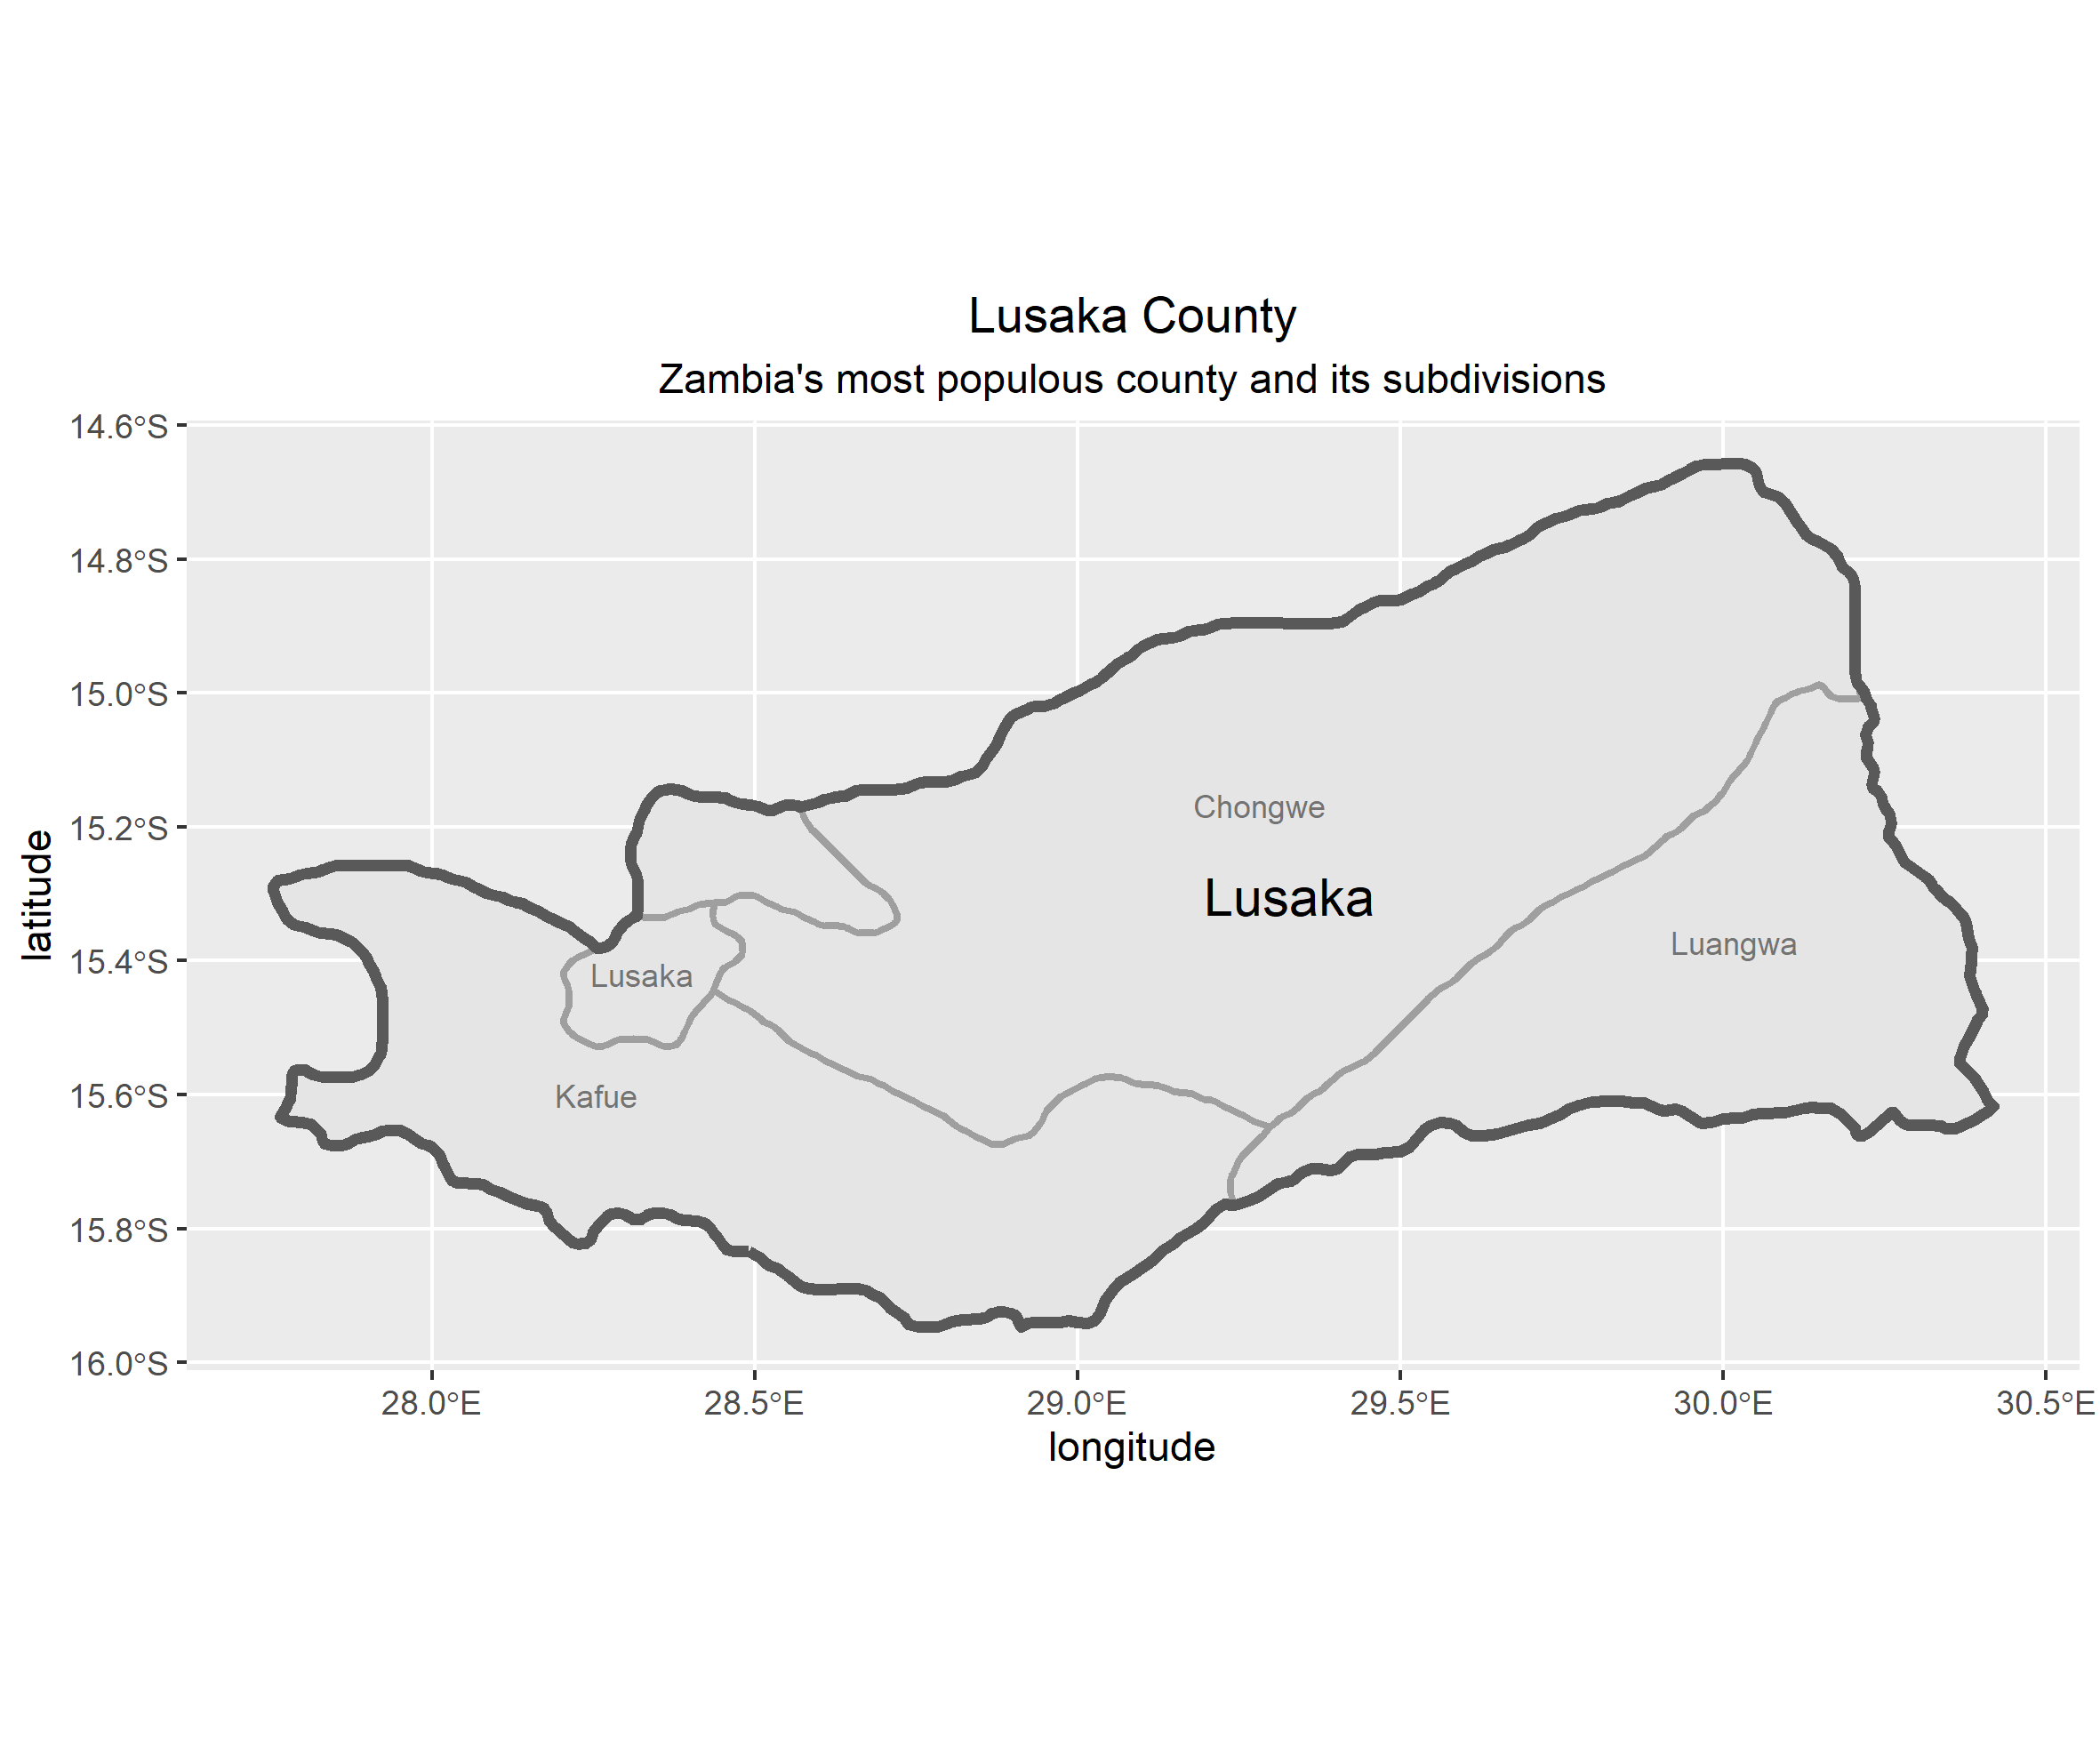 Lusaka County
Zambia's most populous county and its subdivisions
14.6°S
14.8°S
15.0°S
15.2°S
15.4°S
15.6°S
15.8°S
16.0°S
latitude
Chongwe
Lusaka
Luangwa
Lusaka
Kafue
28.0°E
28.5°E
29.0°E
29.5°E
30.0°E
30.5°E
longitude